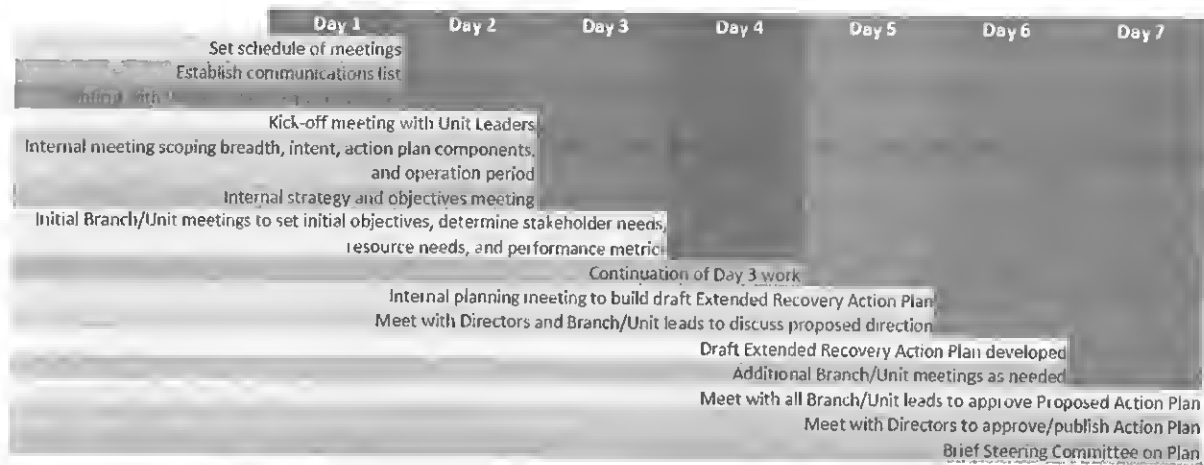 Day 1 Day 2 Day 3 Day 4 Day 5 Day 6 Day 7
Set schedule of meetings
Establish communications list
with
Kick-off meeting with Unit Leaders
Internal meeting scoping breadth, intent, action plan components,
and operation period
Internal strategy and objectives meeting
Initial Branch/Unit meetings to set initial objectives, determine stakeholder needs,
resource needs, and performance metric
Continuation of Day 3 work
Internal planning meeting to build draft Extended Recovery Action Plan
Meet with Directors and Branch/Unit leads to discuss proposed direction
Draft Extended Recovery Action Plan developed
Additional Branch/Unit meetings as needed
Meet with all Branch/Unit leads to approve Proposed Action Plan
Meet with Directors to approve/publish Action Plan
Brief Steering Committee on Plan